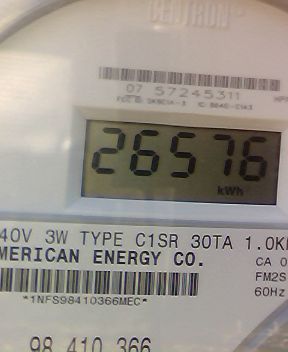 CENTRON®
07 57245311
26576
kWh
40V 3W TYPE C1SR 30TA 1.0K
MERICAN ENERGY CO.
CA 0
FM2S
*1NFS98410366MEC*
60Hz
98 410 366